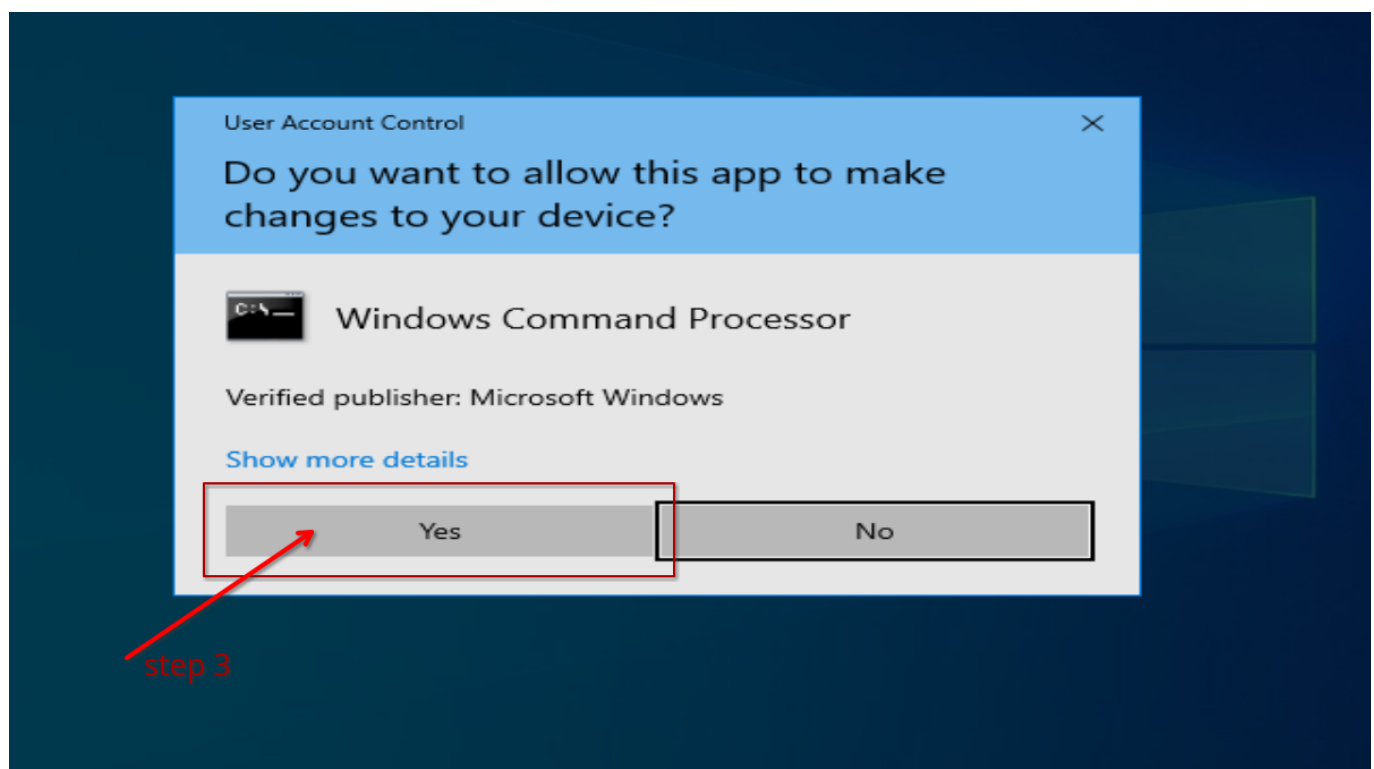 User Account Control
Do you want to allow this app to make
changes to your device?
C:\_
Windows Command Processor
Verified publisher: Microsoft Windows
Show more details
Yes
No
step 3